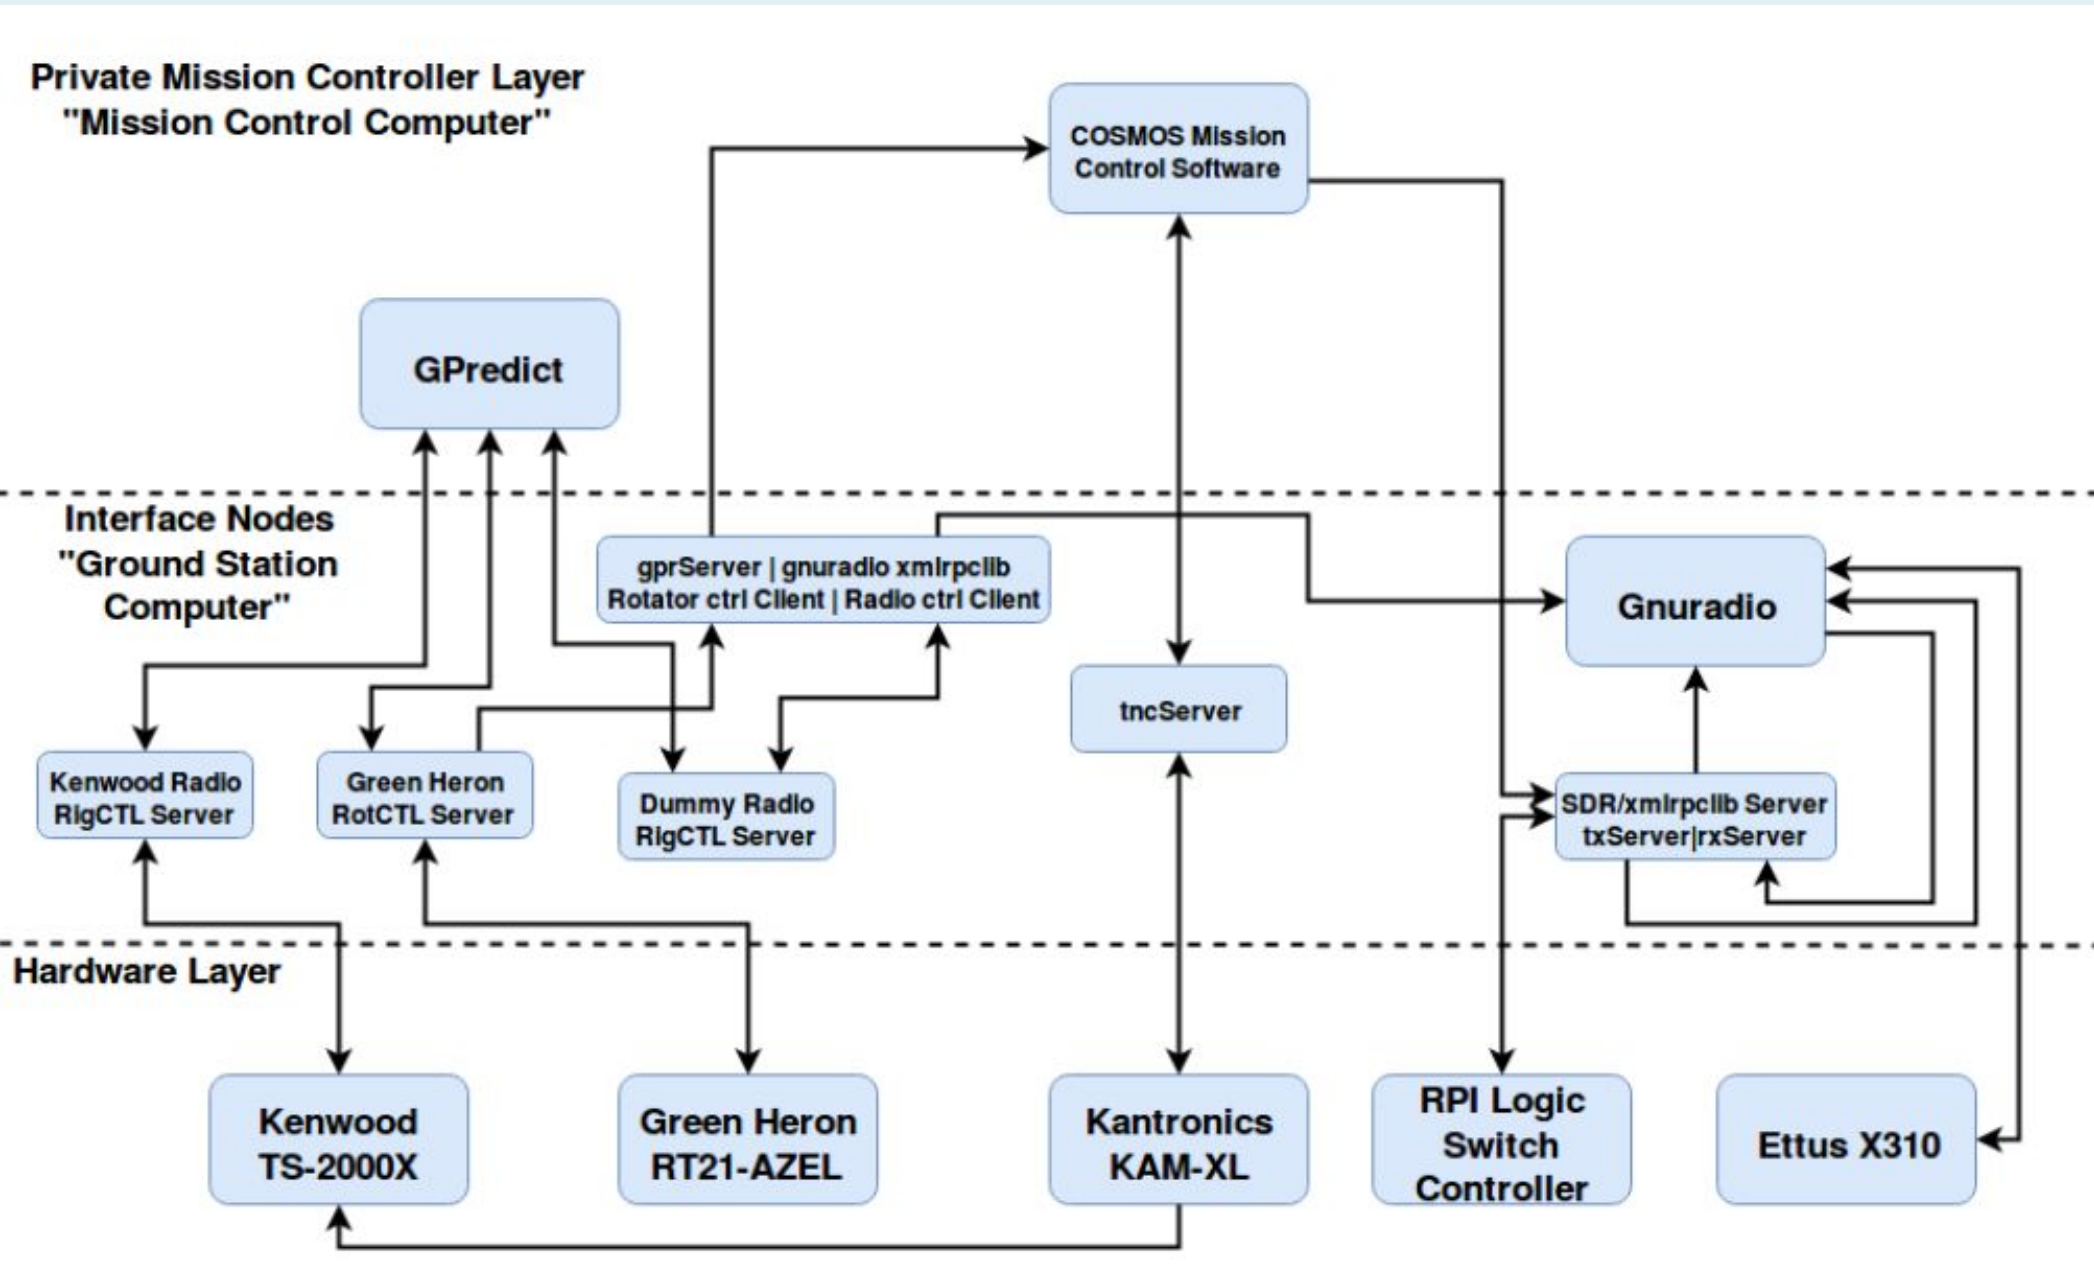 Private Mission Controller Layer
"Mission Control Computer"
COSMOS Mission
Control Software
GPredict
Interface Nodes
"Ground Station
Computer"
gprServer | gnuradio xmlrpclib
Rotator ctrl Client | Radio ctrl Client
Gnuradio
tncServer
Kenwood Radio
RigCTL Server
Green Heron
RotCTL Server
Dummy Radio
RigCTL Server
SDR/xmlrpclib Server
txServer|rxServer
Hardware Layer
Kenwood
TS-2000X
Green Heron
RT21-AZEL
Kantronics
KAM-XL
RPI Logic
Switch
Controller
Ettus X310